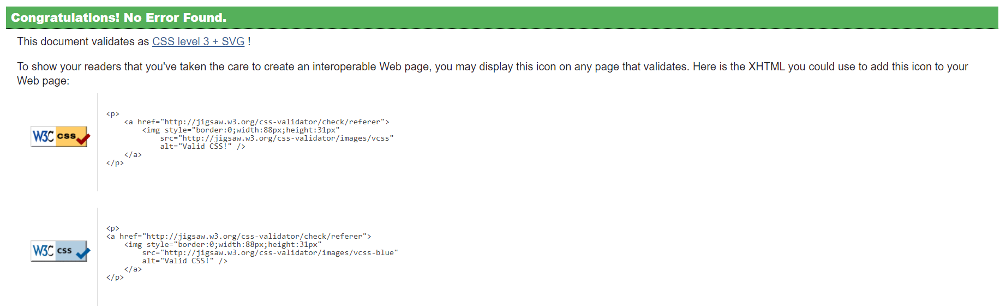 Congratulations! No Error Found.
This document validates as CSS level 3 + SVG !
To show your readers that you've taken the care to create an interoperable Web page, you may display this icon on any page that validates. Here is the XHTML you could use to add this icon to your
Web page:
W3C css
<p>
    <a href="http://jigsaw.w3.org/css-validator/check/referer">
        <img style="border:0;width:88px;height:31px"
            src="http://jigsaw.w3.org/css-validator/images/vcss"
            alt="Valid CSS!" />
    </a>
</p>
W3C css
<p>
<a href="http://jigsaw.w3.org/css-validator/check/referer">
    <img style="border:0;width:88px;height:31px"
        src="http://jigsaw.w3.org/css-validator/images/vcss-blue"
        alt="Valid CSS!" />
    </a>
</p>